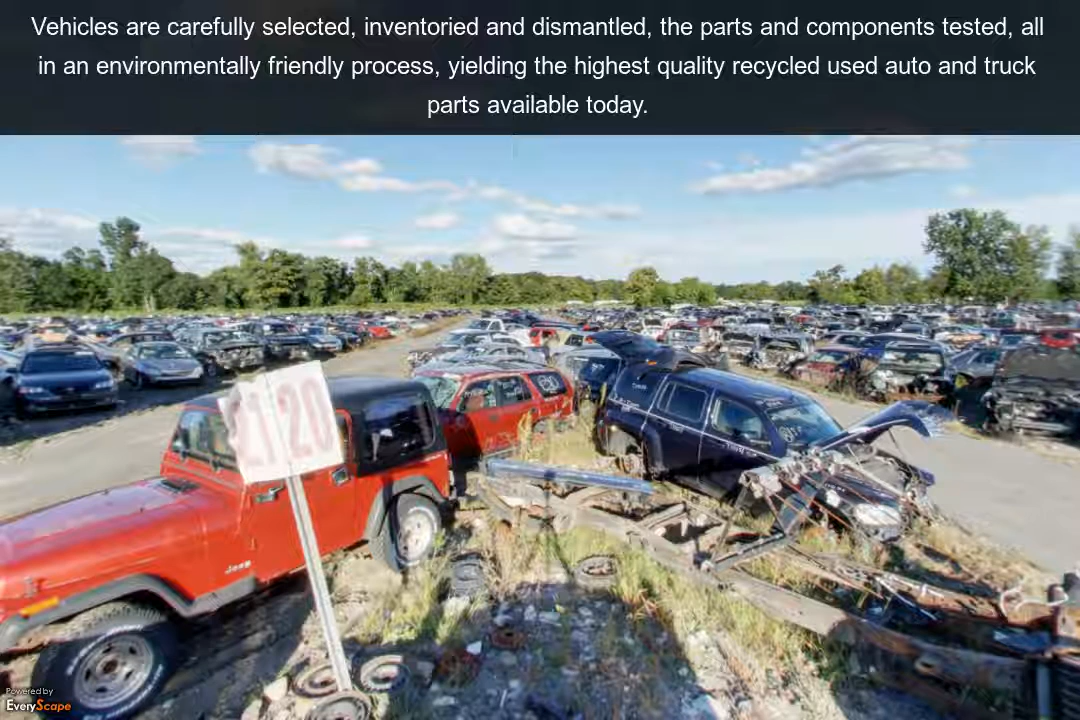 Vehicles are carefully selected, inventoried and dismantled, the parts and components tested, all
in an environmentally friendly process, yielding the highest quality recycled used auto and truck
parts available today.
2120
Jeep
Powered by
EveryScape